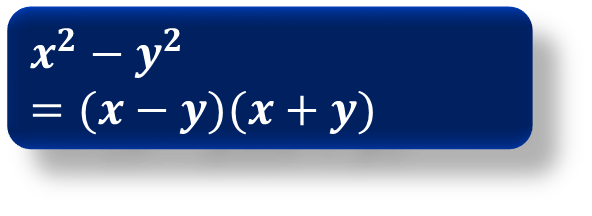 x² − y²
= (x − y)(x + y)